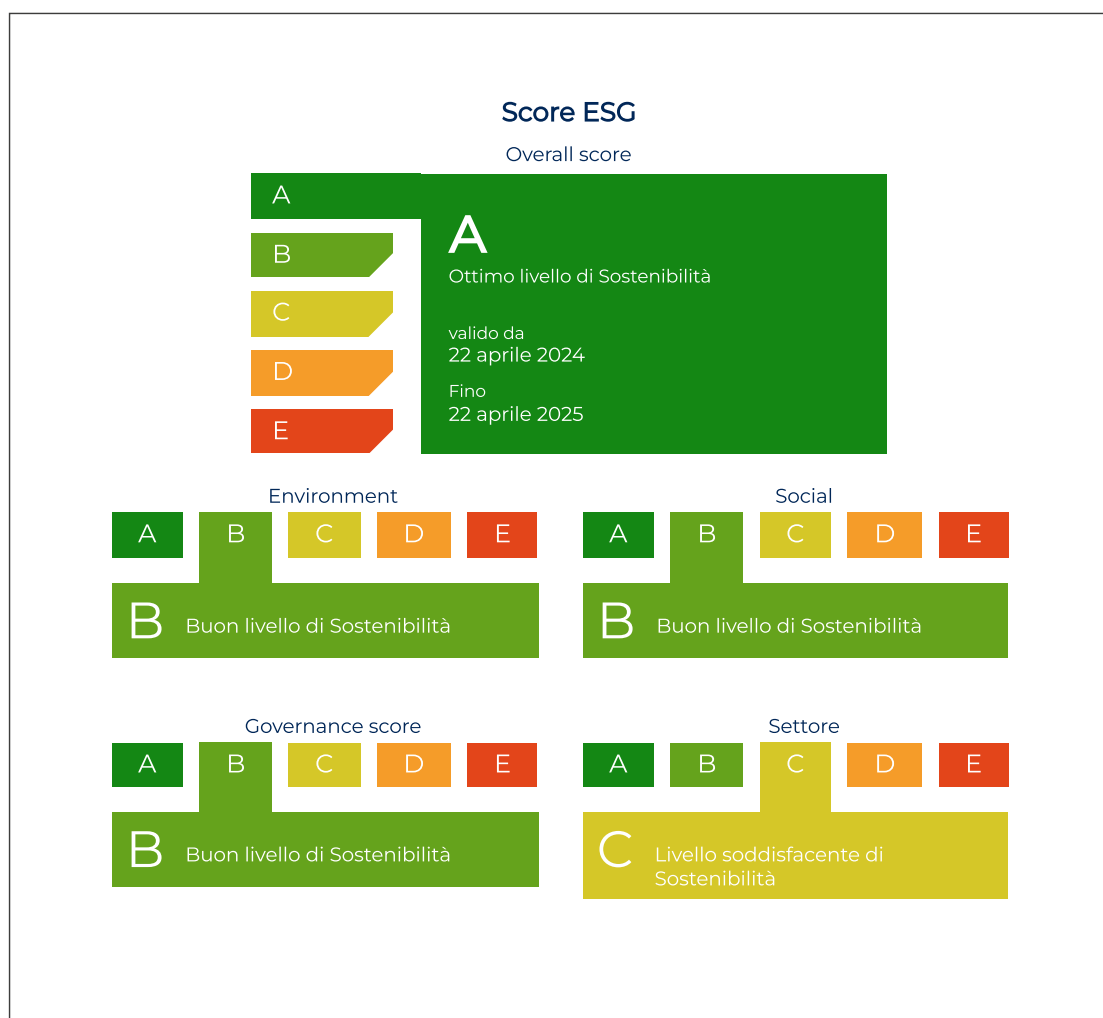 Score ESG
Overall score
A
B
C
D
E
A
Ottimo livello di Sostenibilità
valido da
22 aprile 2024
Fino
22 aprile 2025
Environment
A B C D E
B Buon livello di Sostenibilità
Social
A B C D E
B Buon livello di Sostenibilità
Governance score
A B C D E
B Buon livello di Sostenibilità
Settore
A B C D E
C Livello soddisfacente di
Sostenibilità